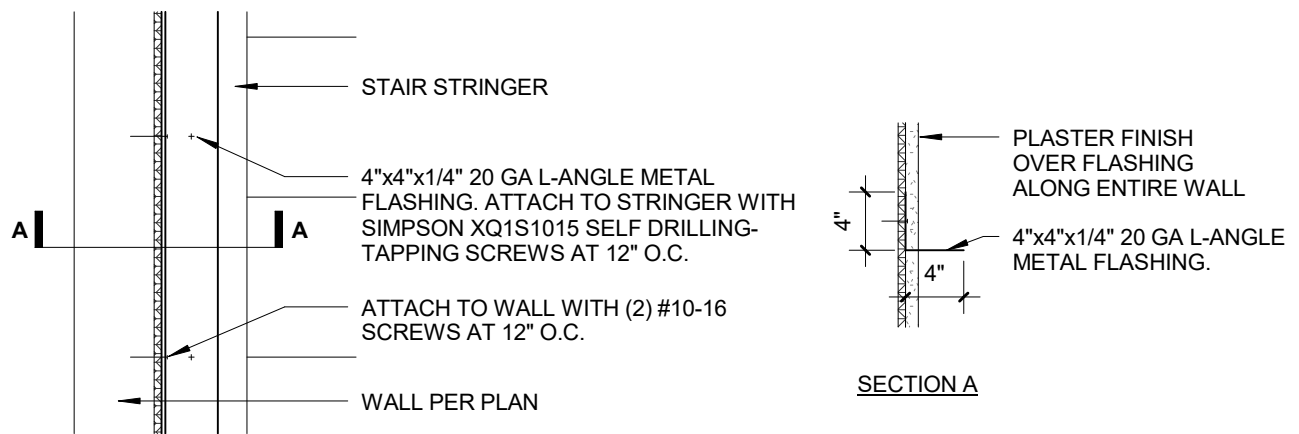 STAIR STRINGER
4"x4"x1/4" 20 GA L-ANGLE METAL
FLASHING. ATTACH TO STRINGER WITH
SIMPSON XQ1S1015 SELF DRILLING-
TAPPING SCREWS AT 12" O.C.
A
A
ATTACH TO WALL WITH (2) #10-16
SCREWS AT 12" O.C.
WALL PER PLAN
PLASTER FINISH
OVER FLASHING
ALONG ENTIRE WALL
4"
4"x4"x1/4" 20 GA L-ANGLE
METAL FLASHING.
4"
SECTION A